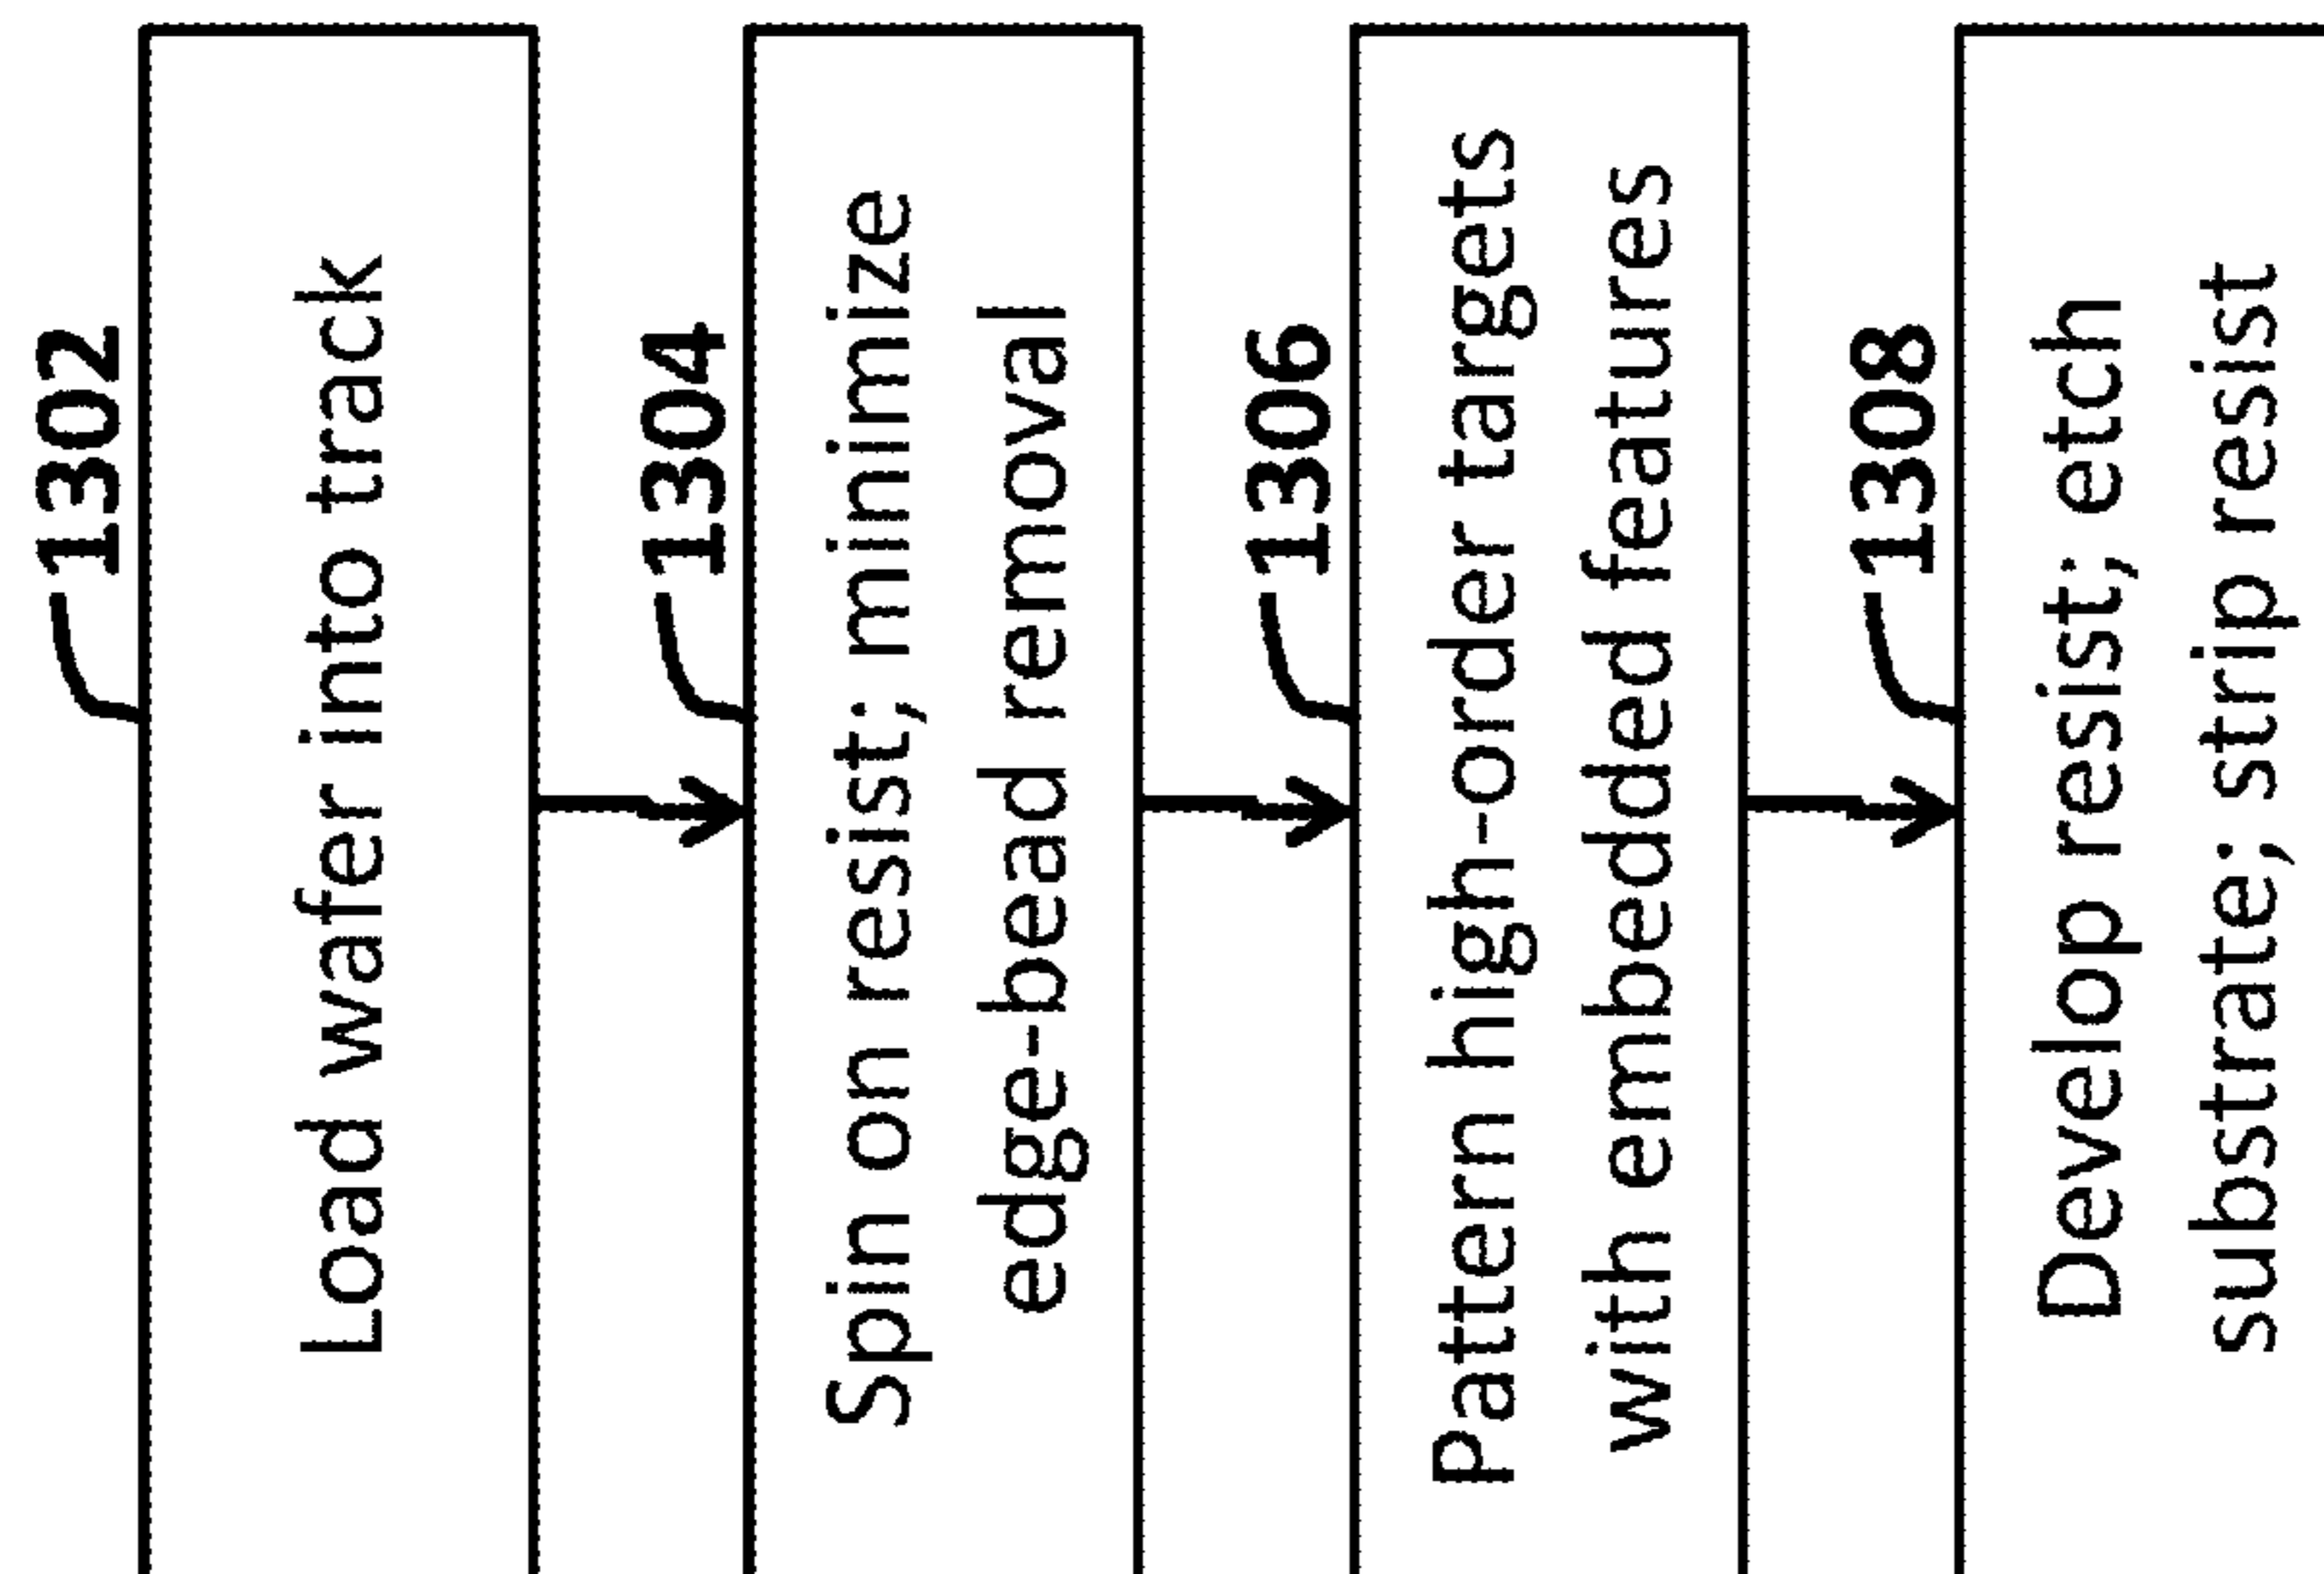 1302
Load wafer into track
1304
Spin on resist; minimize
edge-bead removal
1306
Pattern high-order targets
with embedded features
1308
Develop resist; etch
substrate; strip resist